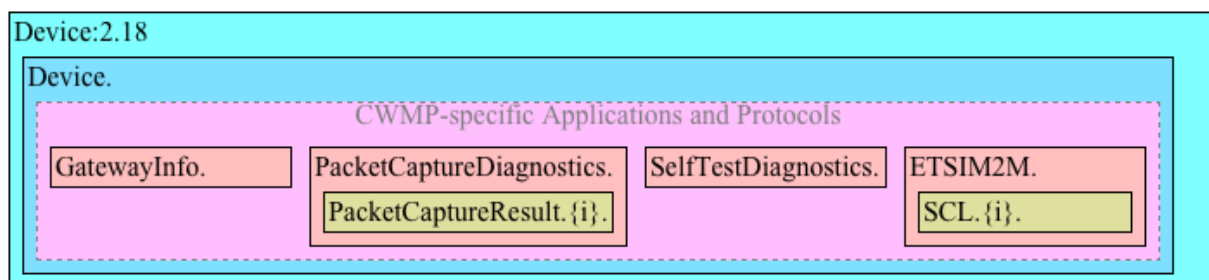 Device:2.18
Device.
CWMP-specific Applications and Protocols
GatewayInfo.
PacketCaptureDiagnostics.
PacketCaptureResult.{i}.
SelfTestDiagnostics.
ETSIM2M.
SCL.{i}.